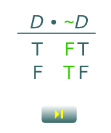 D • ~D
T FT
F TF